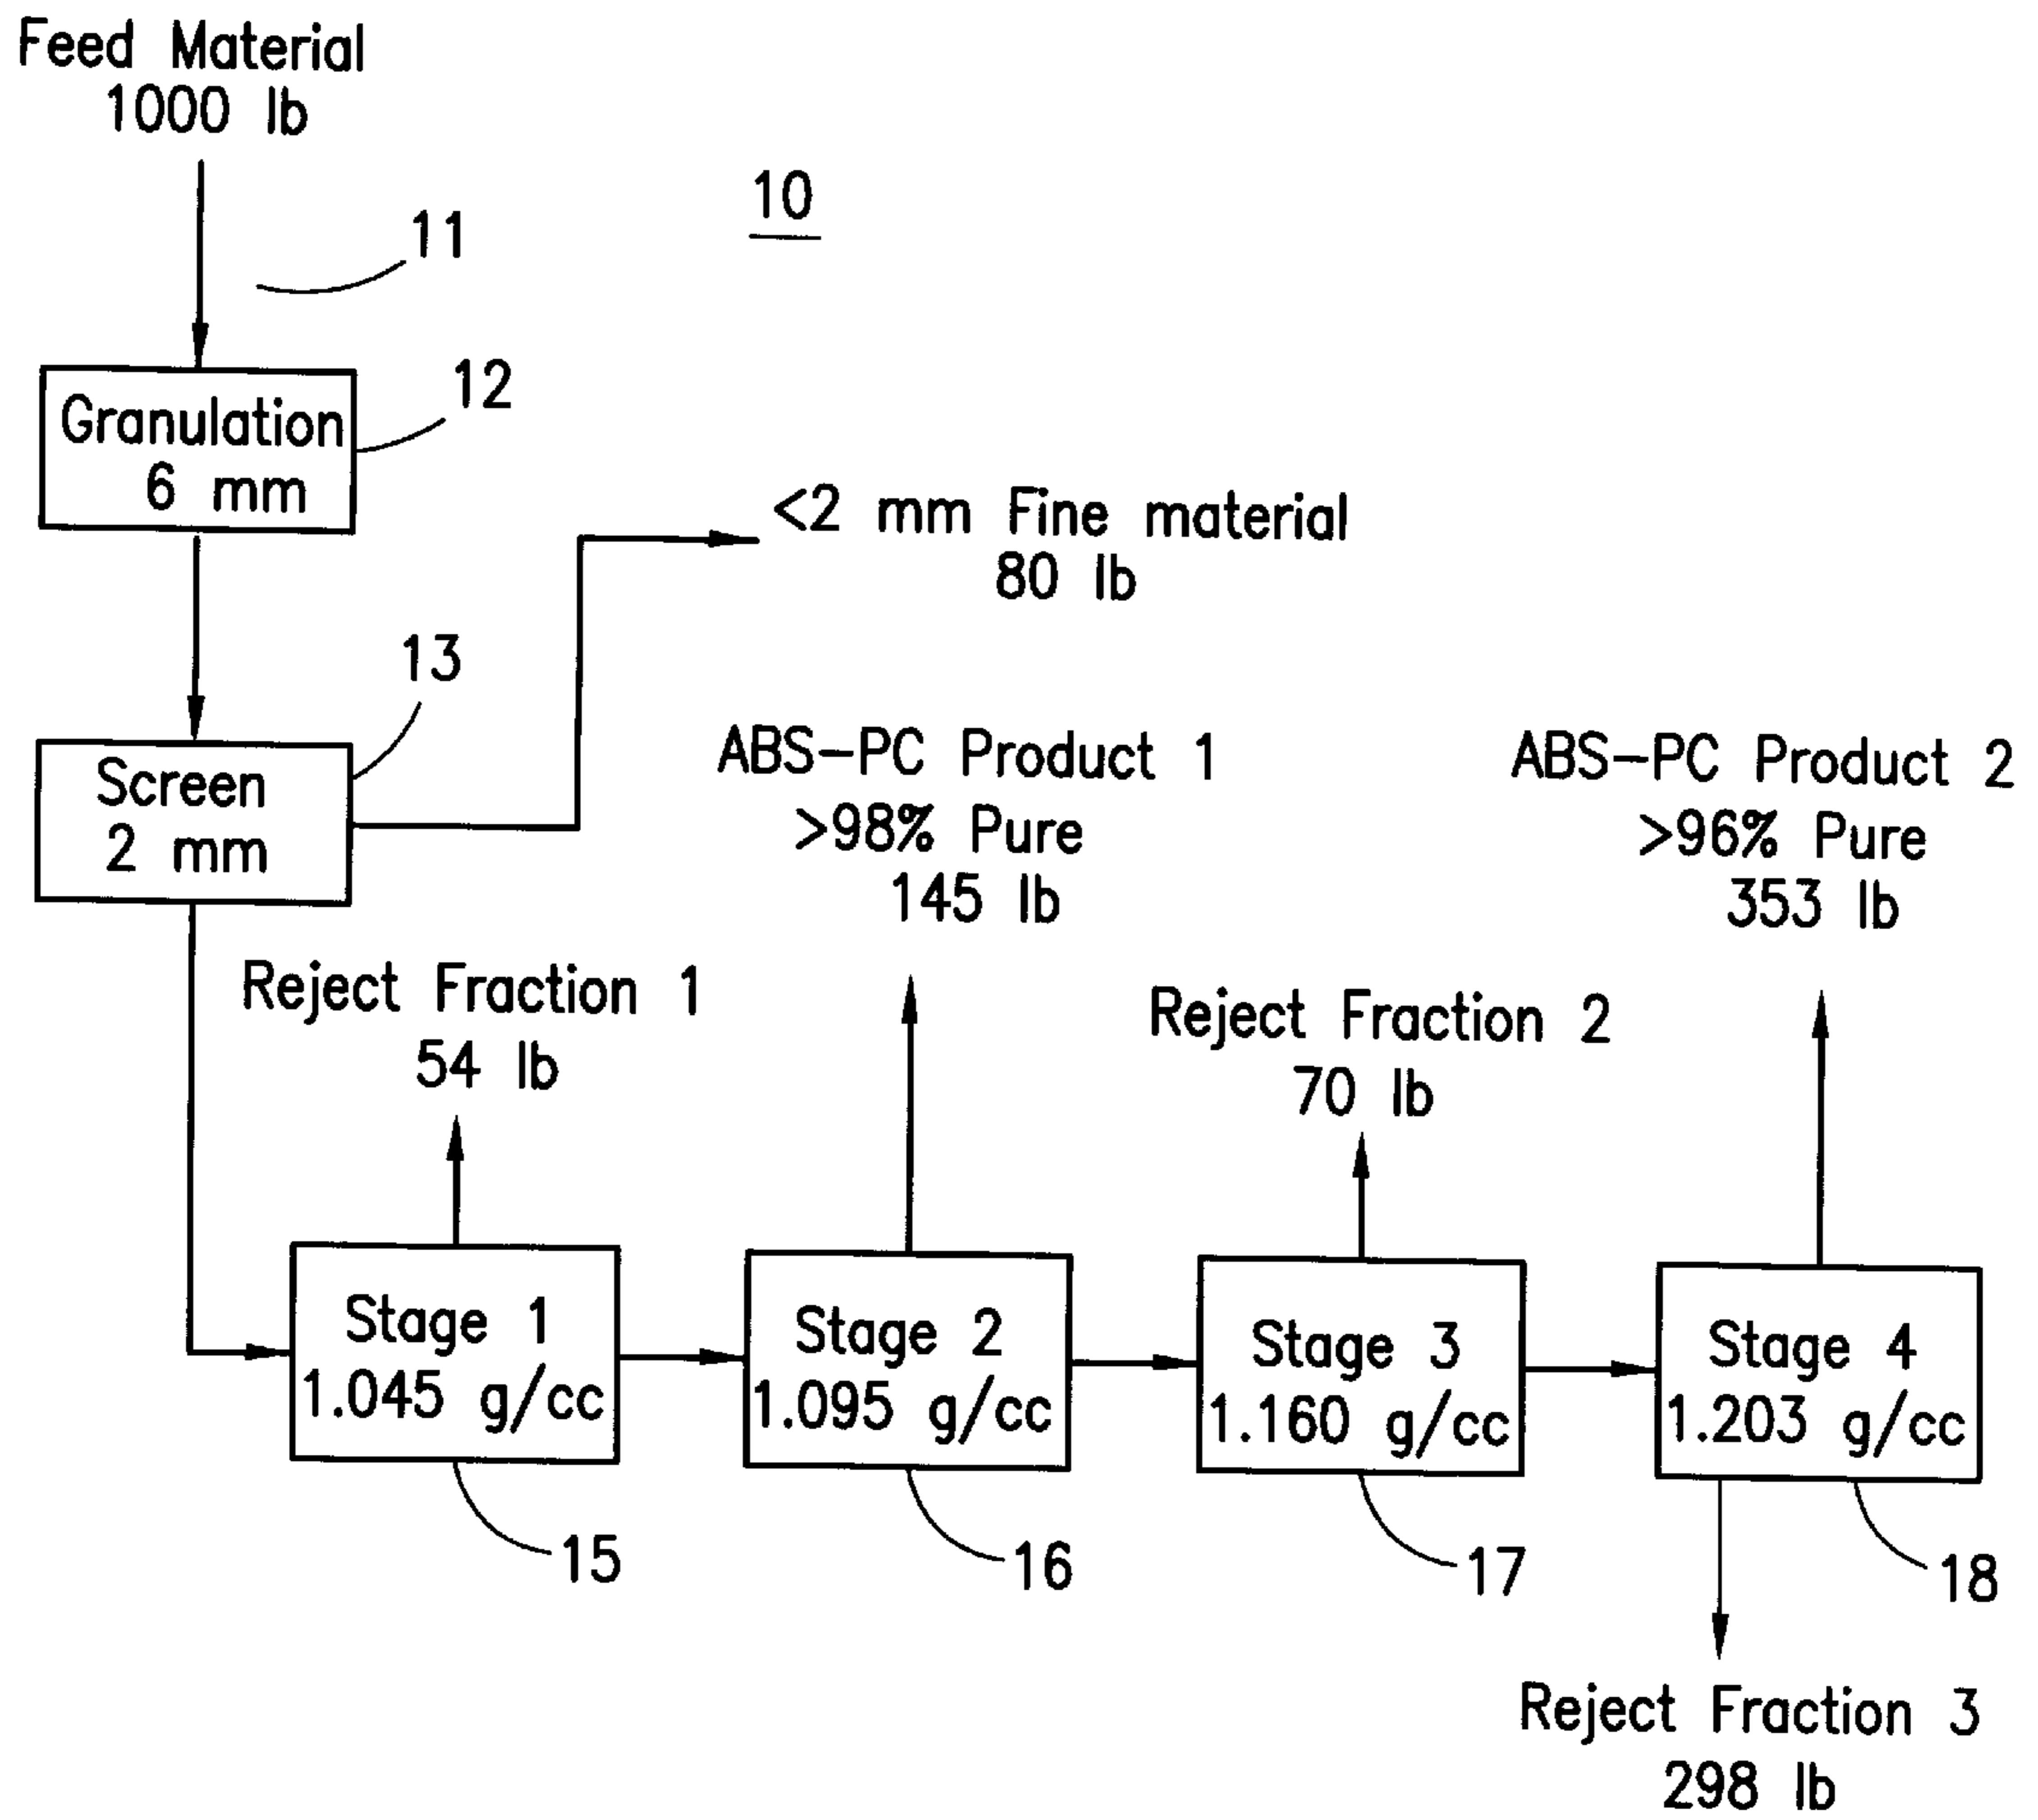 Feed Material
1000 lb
10
11
12
Granulation
6 mm
<2 mm Fine material
80 lb
13
Screen
2 mm
ABS-PC Product 1
>98% Pure
145 lb
ABS-PC Product 2
>96% Pure
353 lb
Reject Fraction 1
54 lb
Reject Fraction 2
70 lb
Stage 1
1.045 g/cc
Stage 2
1.095 g/cc
Stage 3
1.160 g/cc
Stage 4
1.203 g/cc
15
16
17
18
Reject Fraction 3
298 lb